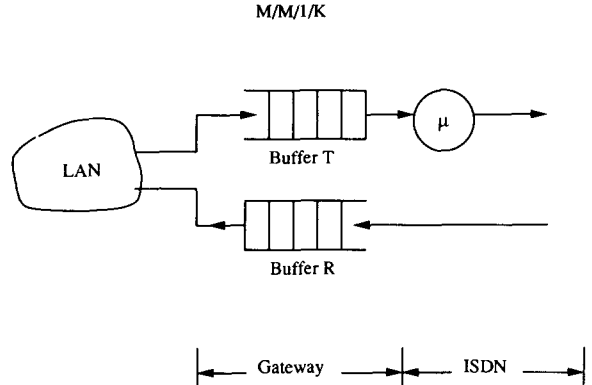 M/M/1/K
Buffer T
μ
LAN
Buffer R
Gateway
ISDN